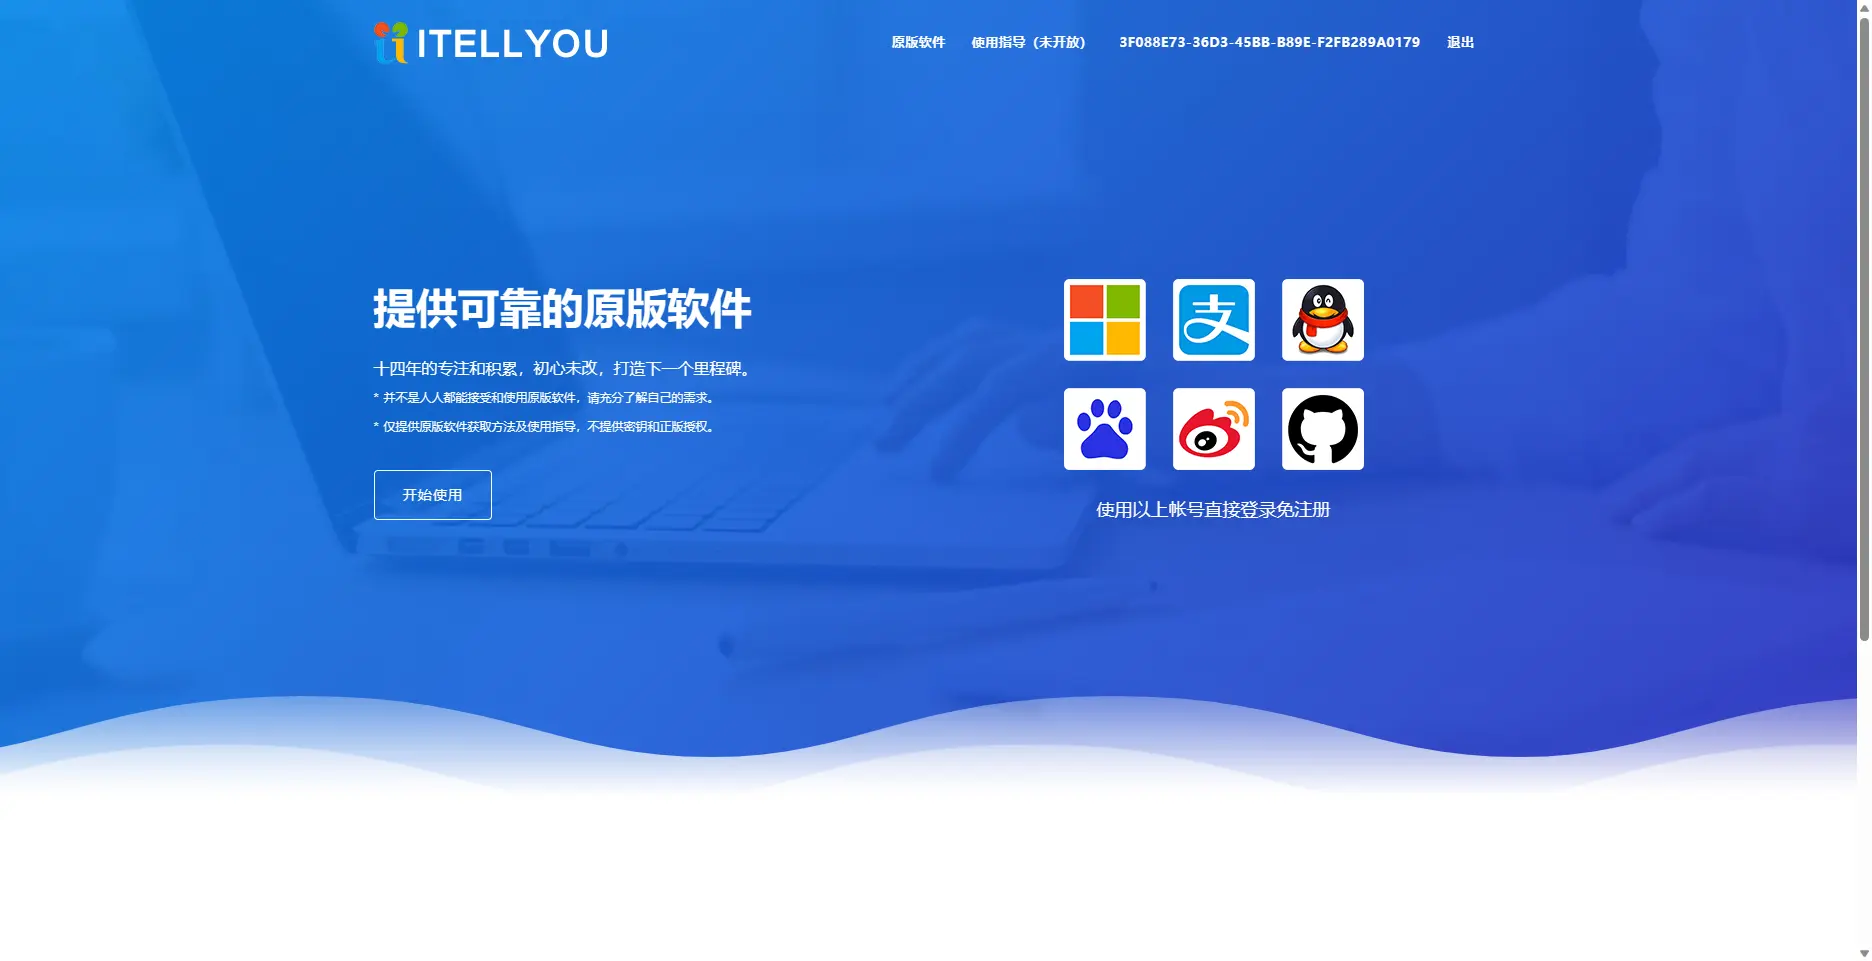 ITELLYOU
原版软件 使用指导（未开放） 3F088E73-36D3-45BB-B89E-F2FB289A0179 退出
提供可靠的原版软件
十四年的专注和积累，初心未改，打造下一个里程碑。
* 并不是人人都能接受和使用原版软件，请充分了解自己的需求。
* 仅提供原版软件获取方法及使用指导，不提供密钥和正版授权。
开始使用
支
使用以上帐号直接登录免注册